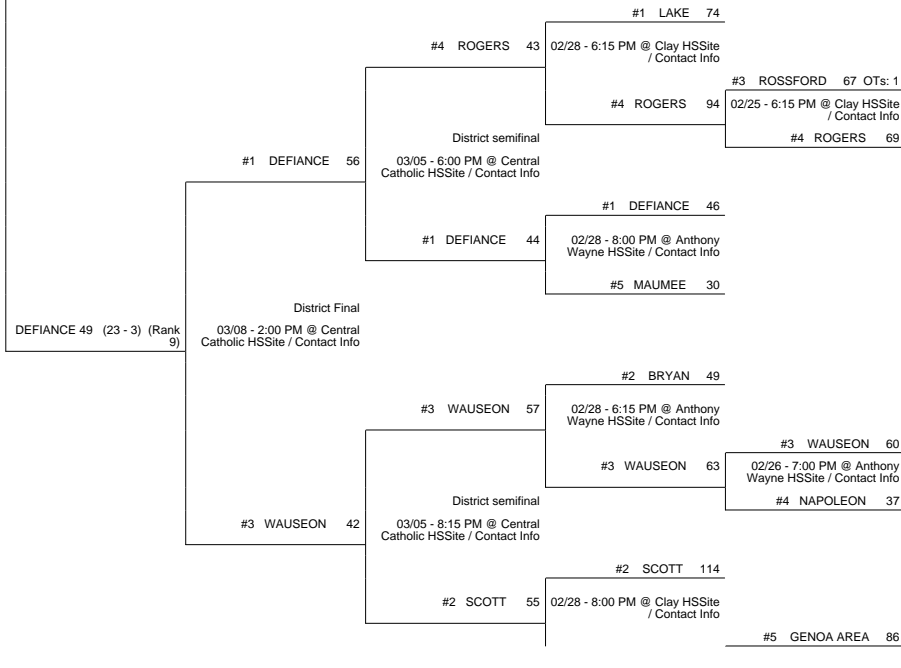 #1 LAKE 74
#4 ROGERS 43
02/28 - 6:15 PM @ Clay HSSite
/ Contact Info
#3 ROSSFORD 67 OTs: 1
#4 ROGERS 94
02/25 - 6:15 PM @ Clay HSSite
/ Contact Info
#4 ROGERS 69
District semifinal
#1 DEFIANCE 56
03/05 - 6:00 PM @ Central
Catholic HSSite / Contact Info
#1 DEFIANCE 46
#1 DEFIANCE 44
02/28 - 8:00 PM @ Anthony
Wayne HSSite / Contact Info
#5 MAUMEE 30
District Final
DEFIANCE 49 (23 - 3) (Rank
9)
03/08 - 2:00 PM @ Central
Catholic HSSite / Contact Info
#2 BRYAN 49
#3 WAUSEON 57
02/28 - 6:15 PM @ Anthony
Wayne HSSite / Contact Info
#3 WAUSEON 60
#3 WAUSEON 63
02/26 - 7:00 PM @ Anthony
Wayne HSSite / Contact Info
#4 NAPOLEON 37
District semifinal
#3 WAUSEON 42
03/05 - 8:15 PM @ Central
Catholic HSSite / Contact Info
#2 SCOTT 114
#2 SCOTT 55
02/28 - 8:00 PM @ Clay HSSite
/ Contact Info
#5 GENOA AREA 86